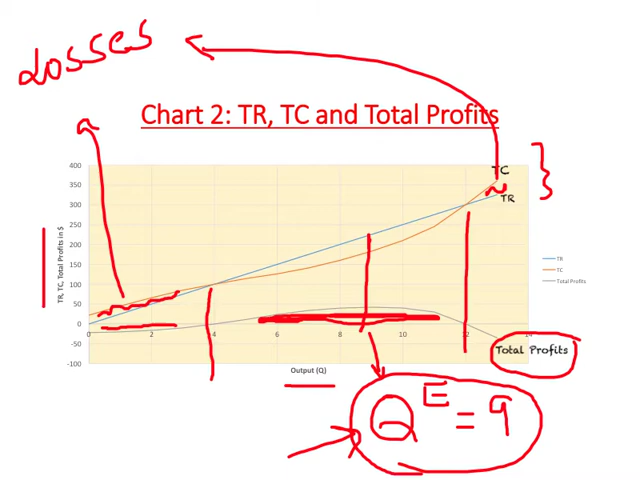 Losses
Chart 2: TR, TC and Total Profits
TC
TR
TR, TC, Total Profits in $
400
350
300
250
200
150
100
50
0
-50
-100
0 2 4 6 8 10 12 14
TR
TC
Total Profits
Total Profits
Output (Q)
Q E = 9